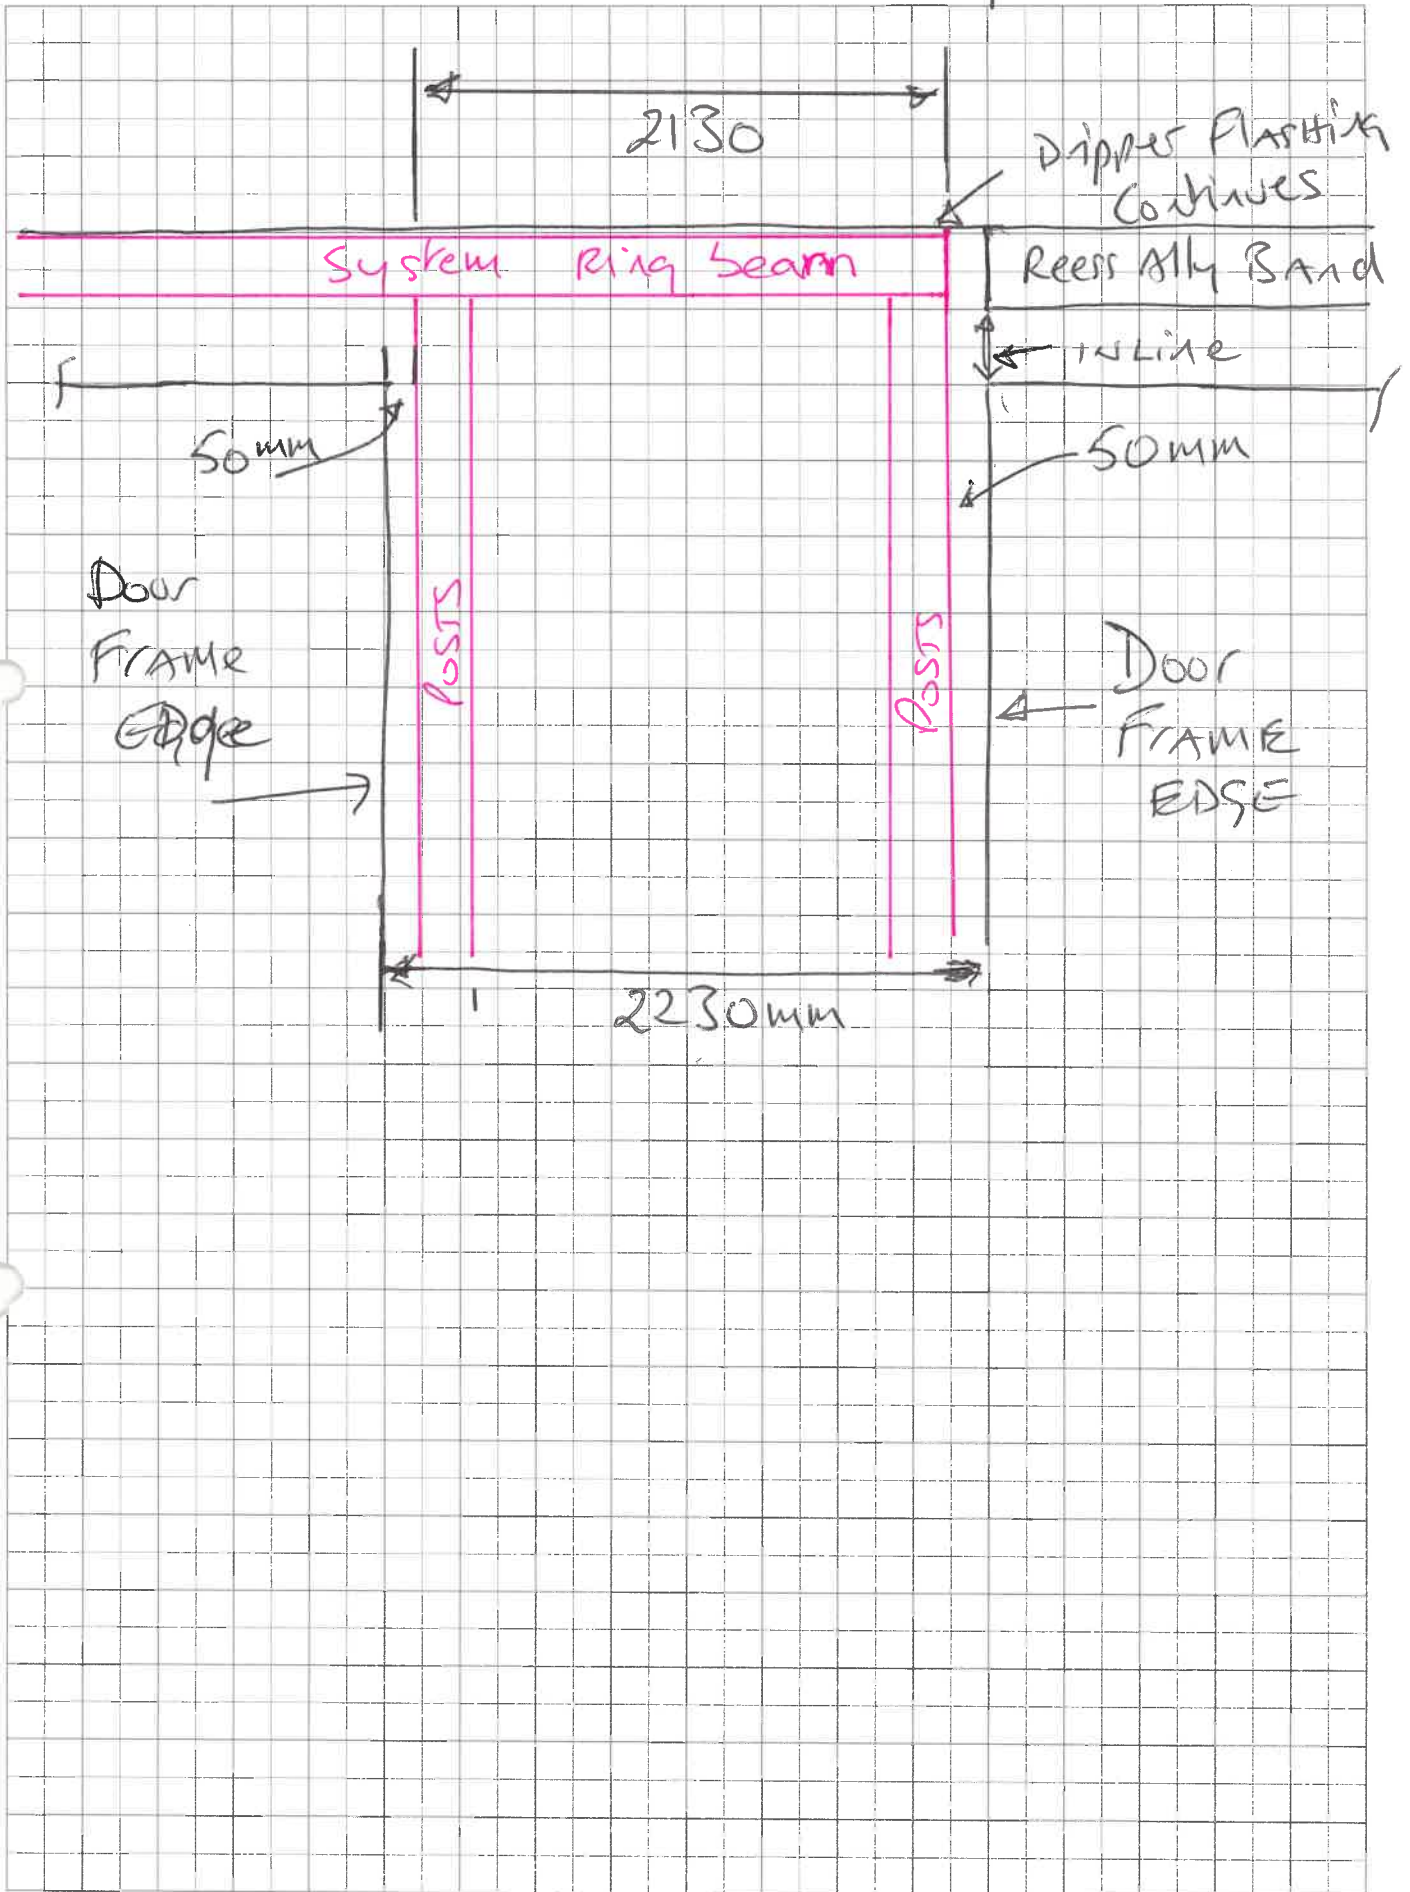 2130
Dipper Flashing
Continues
System Ring beam
Reess Ally Band
INLine
50mm
50mm
Door
Frame
Edge
Posts
Posts
Door
FRAME
EDGE
2230mm